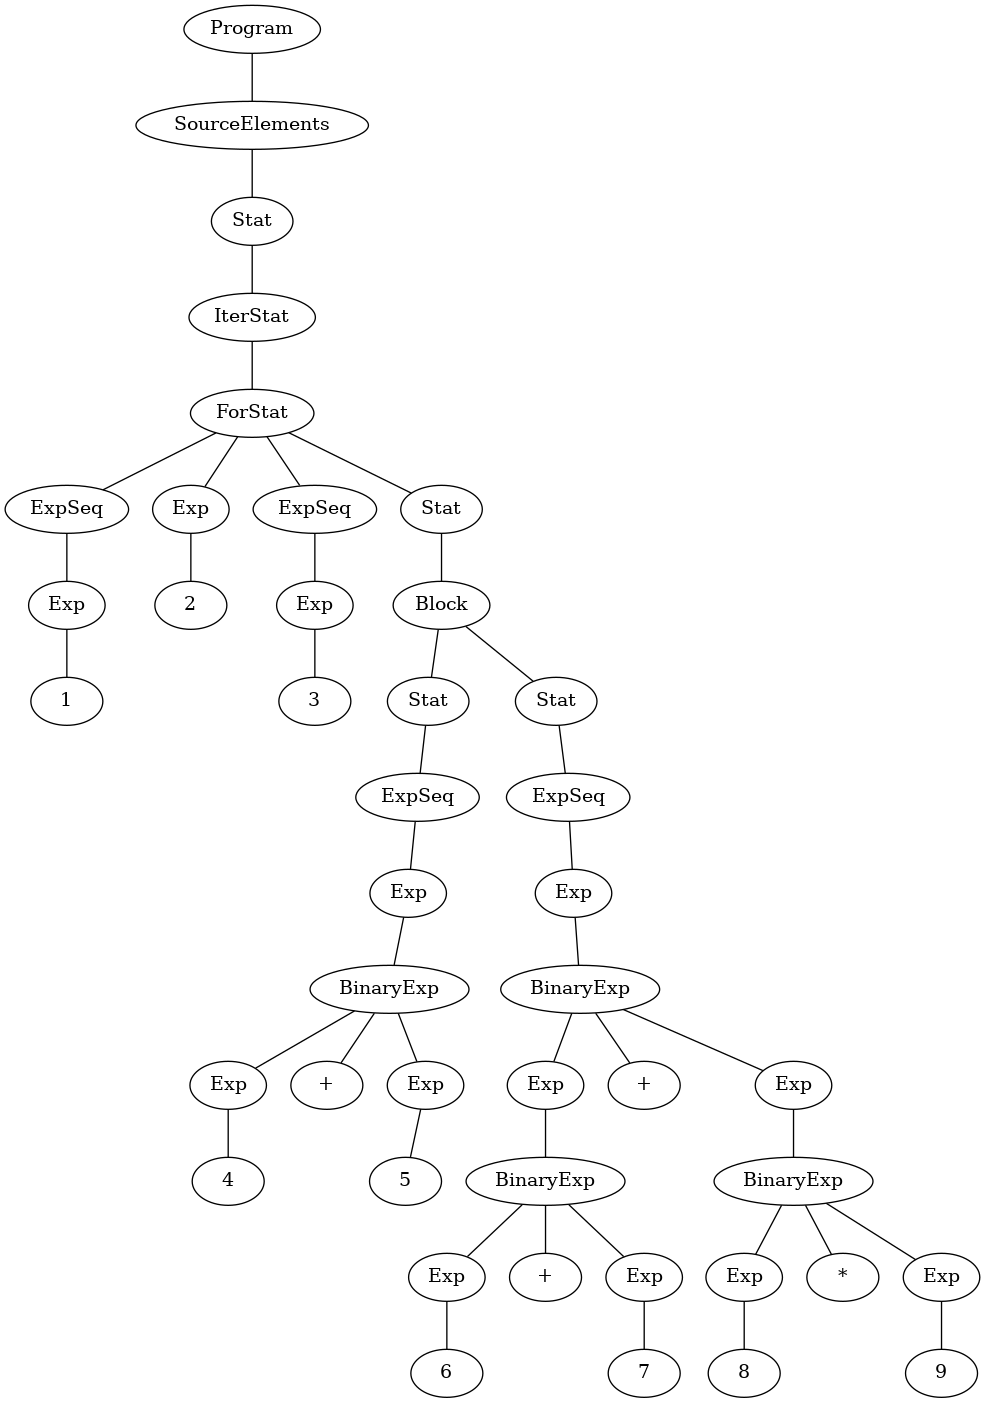 Program
SourceElements
Stat
IterStat
ForStat
ExpSeq Exp ExpSeq Stat
Exp 2 Exp Block
1 3 Stat Stat
ExpSeq ExpSeq
Exp Exp
BinaryExp BinaryExp
Exp + Exp Exp + Exp
4 5 BinaryExp BinaryExp
Exp + Exp Exp * Exp
6 7 8 9